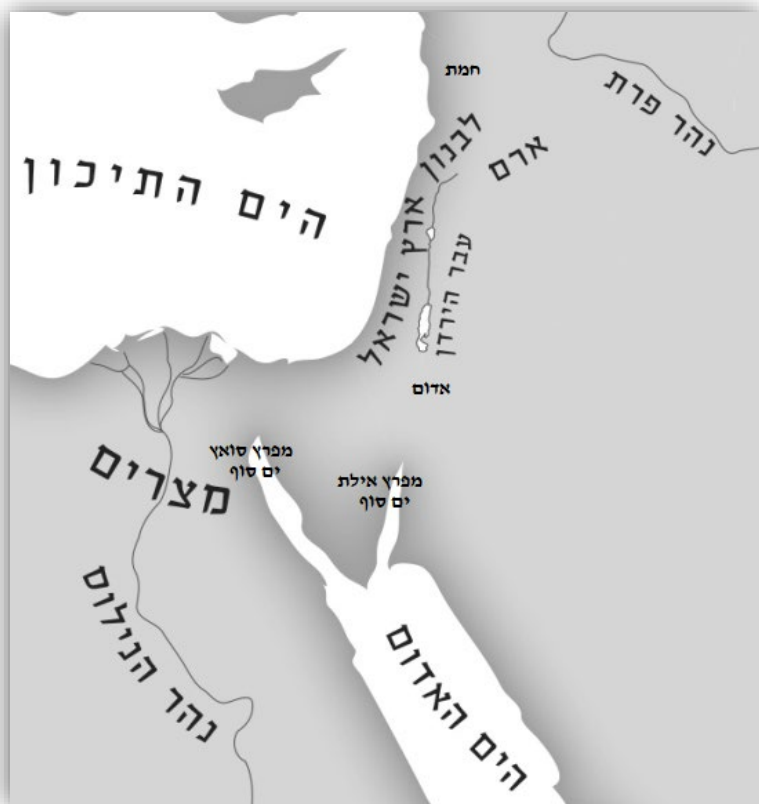 חמת
נהר פרת
לבנון
ארם
הים התיכון
ארץ ישראל
עבר הירדן
אדום
מפרץ סואץ
ים סוף
מפרץ אילת
ים סוף
מצרים
נהר הנילוס
הים האדום